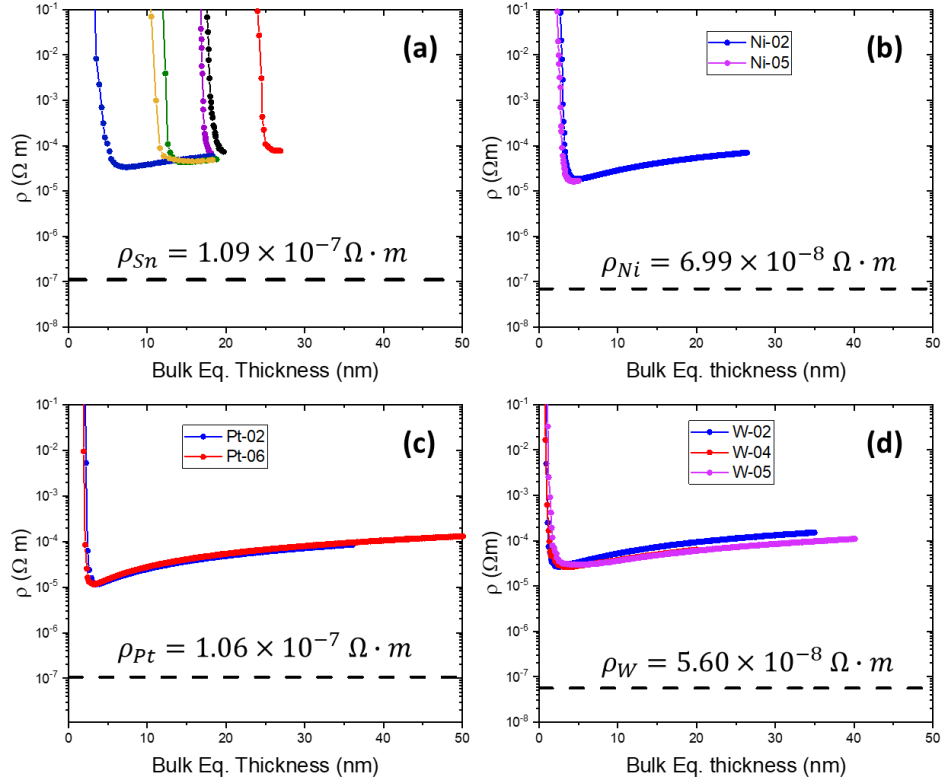 (a)
10^-1
10^-2
10^-3
10^-4
10^-5
10^-6
10^-7
10^-8
ρ (Ω m)
ρ_Sn = 1.09 × 10^-7 Ω · m
0 10 20 30 40 50
Bulk Eq. Thickness (nm)
(b)
Ni-02
Ni-05
10^-1
10^-2
10^-3
10^-4
10^-5
10^-6
10^-7
10^-8
ρ (Ωm)
ρ_Ni = 6.99 × 10^-8 Ω · m
0 10 20 30 40 50
Bulk Eq. thickness (nm)
(c)
Pt-02
Pt-06
10^-1
10^-2
10^-3
10^-4
10^-5
10^-6
10^-7
10^-8
ρ (Ω m)
ρ_Pt = 1.06 × 10^-7 Ω · m
0 10 20 30 40 50
Bulk Eq. Thickness (nm)
(d)
W-02
W-04
W-05
10^-1
10^-2
10^-3
10^-4
10^-5
10^-6
10^-7
10^-8
ρ (Ωm)
ρ_W = 5.60 × 10^-8 Ω · m
0 10 20 30 40 50
Bulk Eq. thickness (nm)